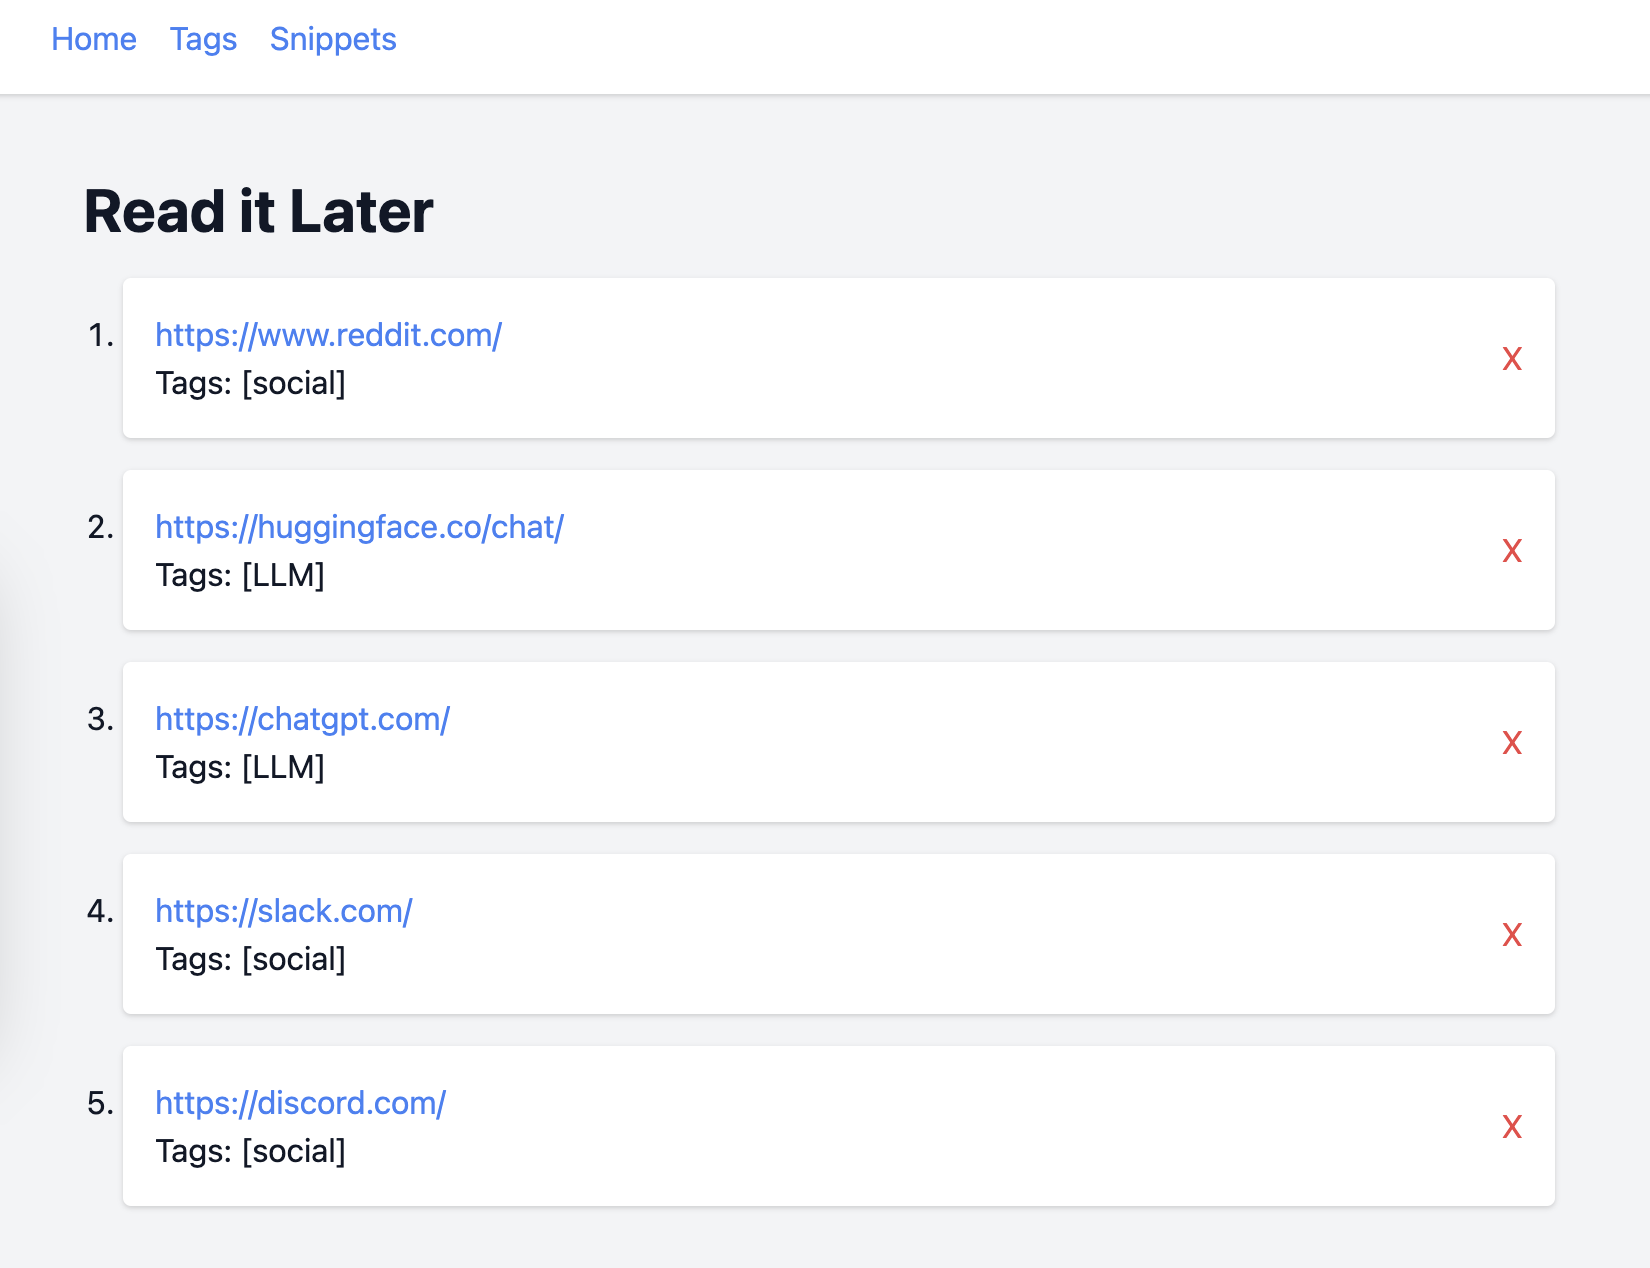 Home Tags Snippets
Read it Later
1. https://www.reddit.com/
Tags: [social]
X
2. https://huggingface.co/chat/
Tags: [LLM]
X
3. https://chatgpt.com/
Tags: [LLM]
X
4. https://slack.com/
Tags: [social]
X
5. https://discord.com/
Tags: [social]
X